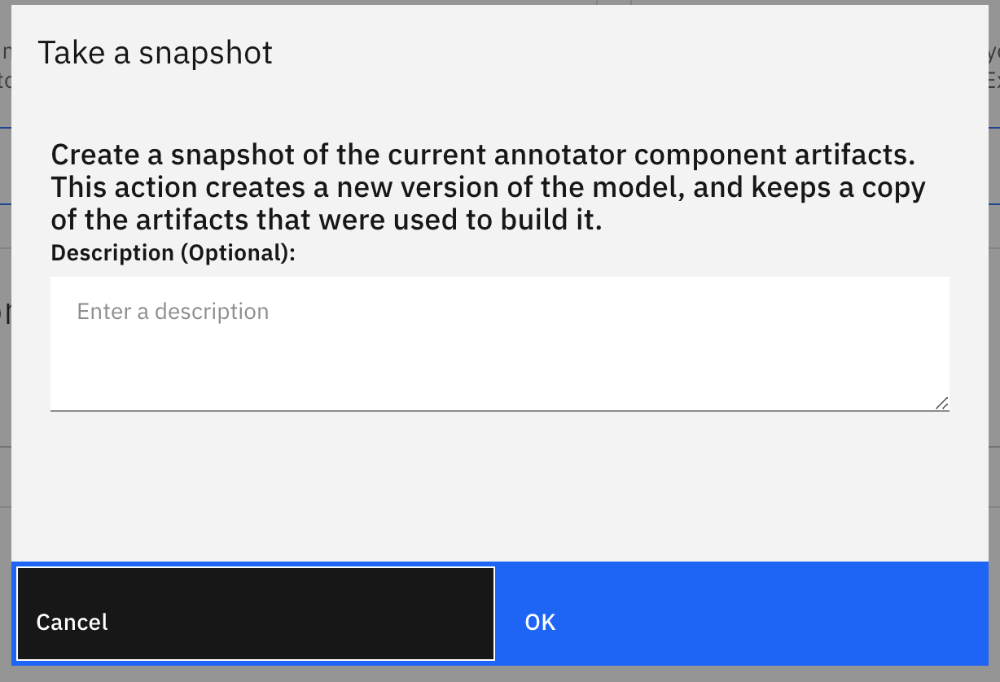 Take a snapshot
Create a snapshot of the current annotator component artifacts.
This action creates a new version of the model, and keeps a copy
of the artifacts that were used to build it.
Description (Optional):
Enter a description
Cancel
OK